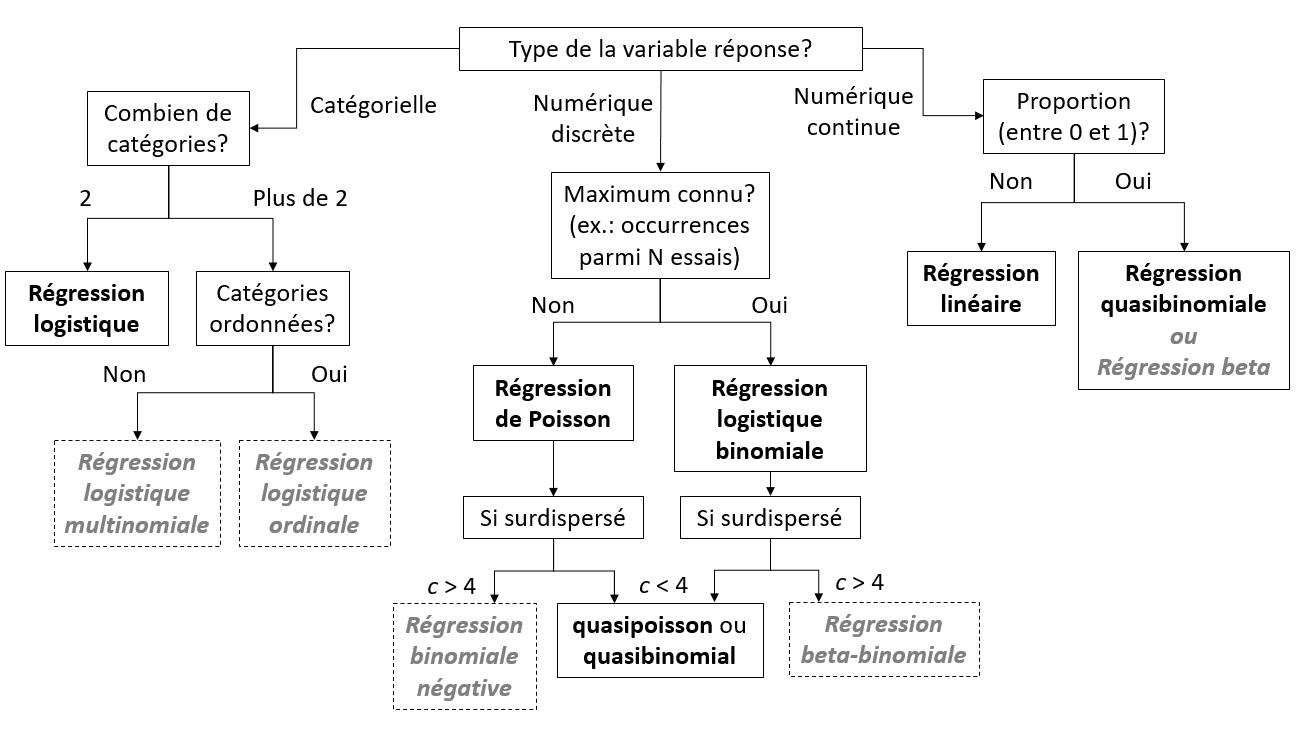 Type de la variable réponse?
Catégorielle
Numérique
discrète
Numérique
continue
Combien de
catégories?
2
Plus de 2
Régression
logistique
Catégories
ordonnées?
Non
Oui
Régression
logistique
multinomiale
Régression
logistique
ordinale
Maximum connu?
(ex.: occurrences
parmi N essais)
Non
Oui
Régression
de Poisson
Régression
logistique
binomiale
Si surdispersé
Si surdispersé
c > 4
c < 4
c > 4
Régression
binomiale
négative
quasipoisson ou
quasibinomial
Régression
beta-binomiale
Proportion
(entre 0 et 1)?
Non
Oui
Régression
linéaire
Régression
quasibinomiale
ou
Régression beta